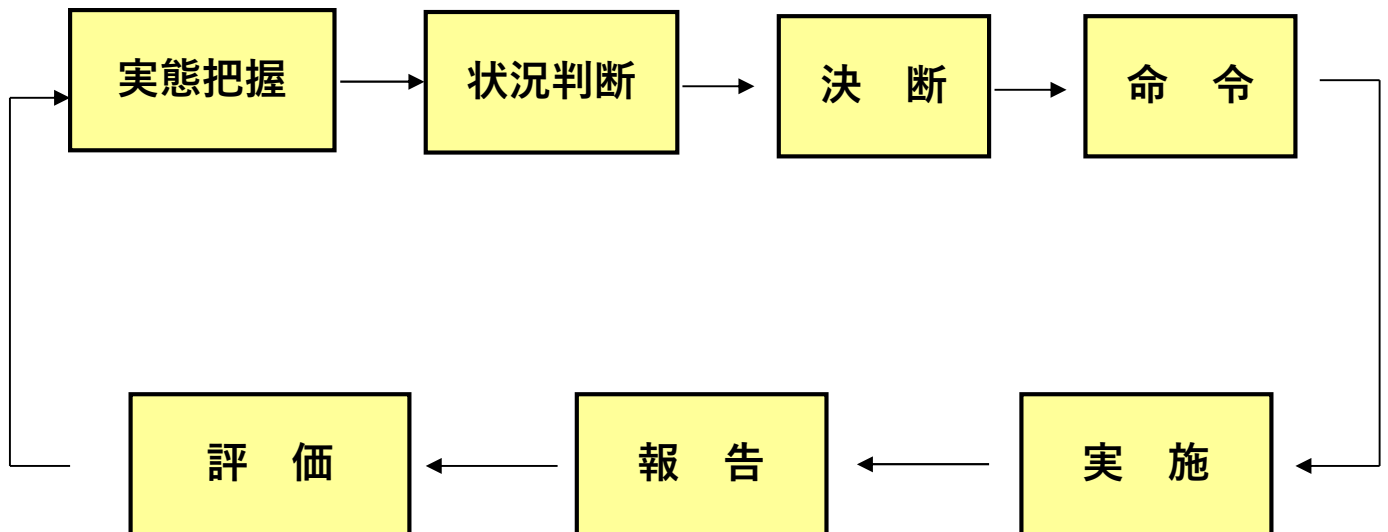 実態把握
状況判断
決　断
命　令
評　価
報　告
実　施